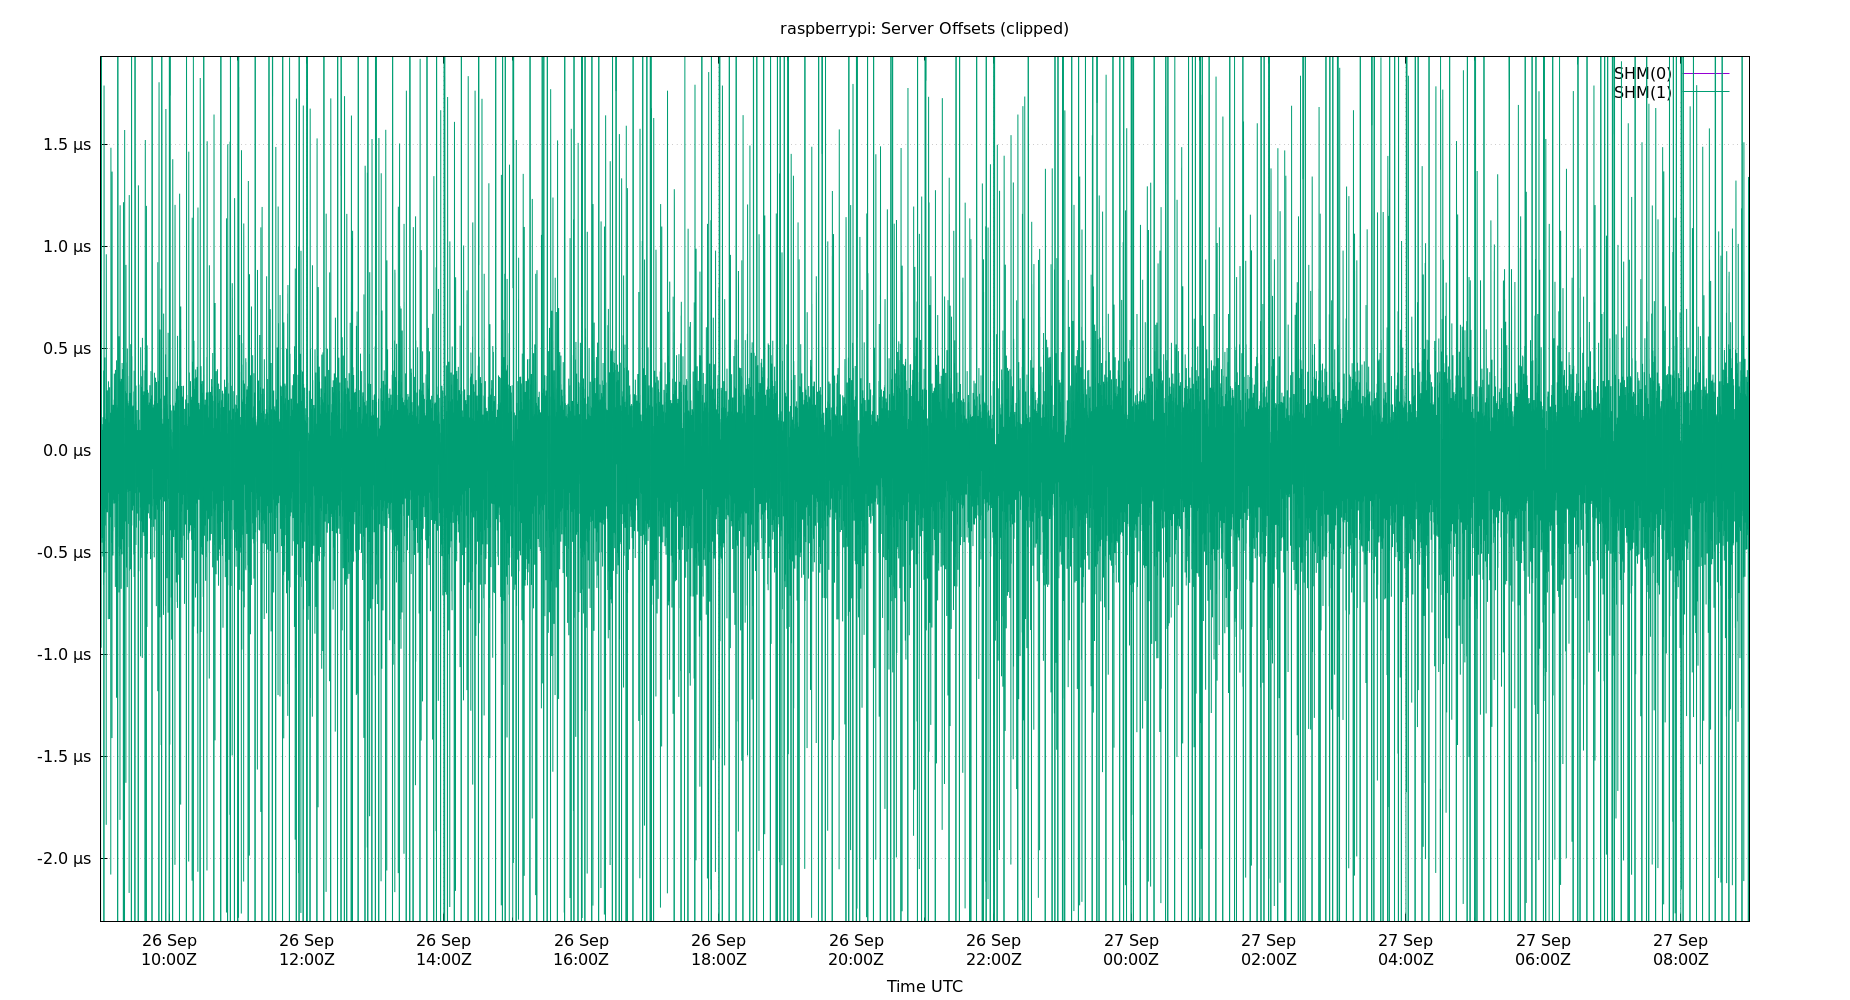 raspberrypi: Server Offsets (clipped)
SHM(0)
SHM(1)
1.5 µs
1.0 µs
0.5 µs
0.0 µs
-0.5 µs
-1.0 µs
-1.5 µs
-2.0 µs
26 Sep 26 Sep 26 Sep 26 Sep 26 Sep 26 Sep 26 Sep 27 Sep 27 Sep 27 Sep 27 Sep 27 Sep
10:00Z 12:00Z 14:00Z 16:00Z 18:00Z 20:00Z 22:00Z 00:00Z 02:00Z 04:00Z 06:00Z 08:00Z
Time UTC